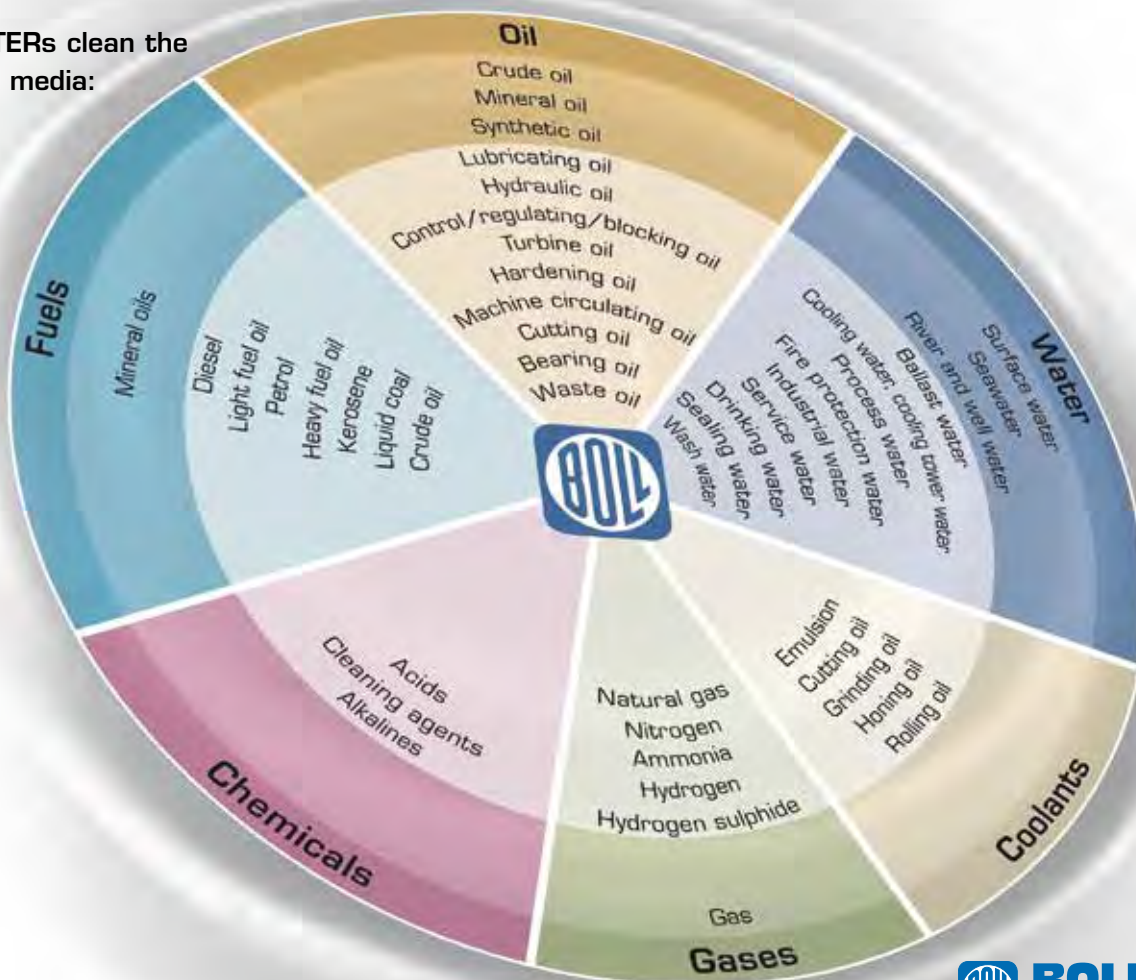 TERs clean the
media:
Oil
Crude oil
Mineral oil
Synthetic oil
Lubricating oil
Hydraulic oil
Control/regulating/blocking oil
Turbine oil
Hardening oil
Machine circulating oil
Cutting oil
Bearing oil
Waste oil
Water
Surface water
Seawater
River and well water
Ballast water
Cooling water, cooling tower water
Process water
Fire protection water
Industrial water
Service water
Drinking water
Sealing water
Wash water
Fuels
Mineral oils
Diesel
Light fuel oil
Petrol
Heavy fuel oil
Kerosene
Liquid coal
Crude oil
BOLL
Chemicals
Acids
Cleaning agents
Alkalines
Natural gas
Nitrogen
Ammonia
Hydrogen
Hydrogen sulphide
Gas
Gases
Emulsion
Cutting oil
Grinding oil
Honing oil
Rolling oil
Coolants
BOLL